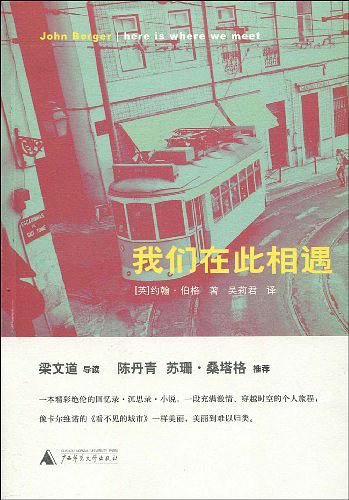 John Berger | here is where we meet
我们在此相遇
[英]约翰·伯格 著 吴莉君 译
梁文道 导读 陈丹青 苏珊·桑塔格 推荐
一本精彩绝伦的回忆录·沉思录·小说,一段充满激情、穿越时空的个人旅程,
像卡尔维诺的《看不见的城市》一样美丽,美丽到难以归类。
广西师范大学出版社